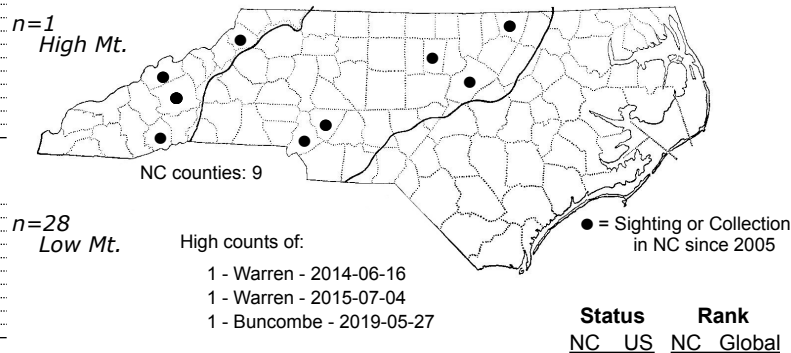 n=1
High Mt.
NC counties: 9
n=28
Low Mt.
High counts of:
1 - Warren - 2014-06-16
1 - Warren - 2015-07-04
1 - Buncombe - 2019-05-27
● = Sighting or Collection
in NC since 2005
Status Rank
NC US NC Global